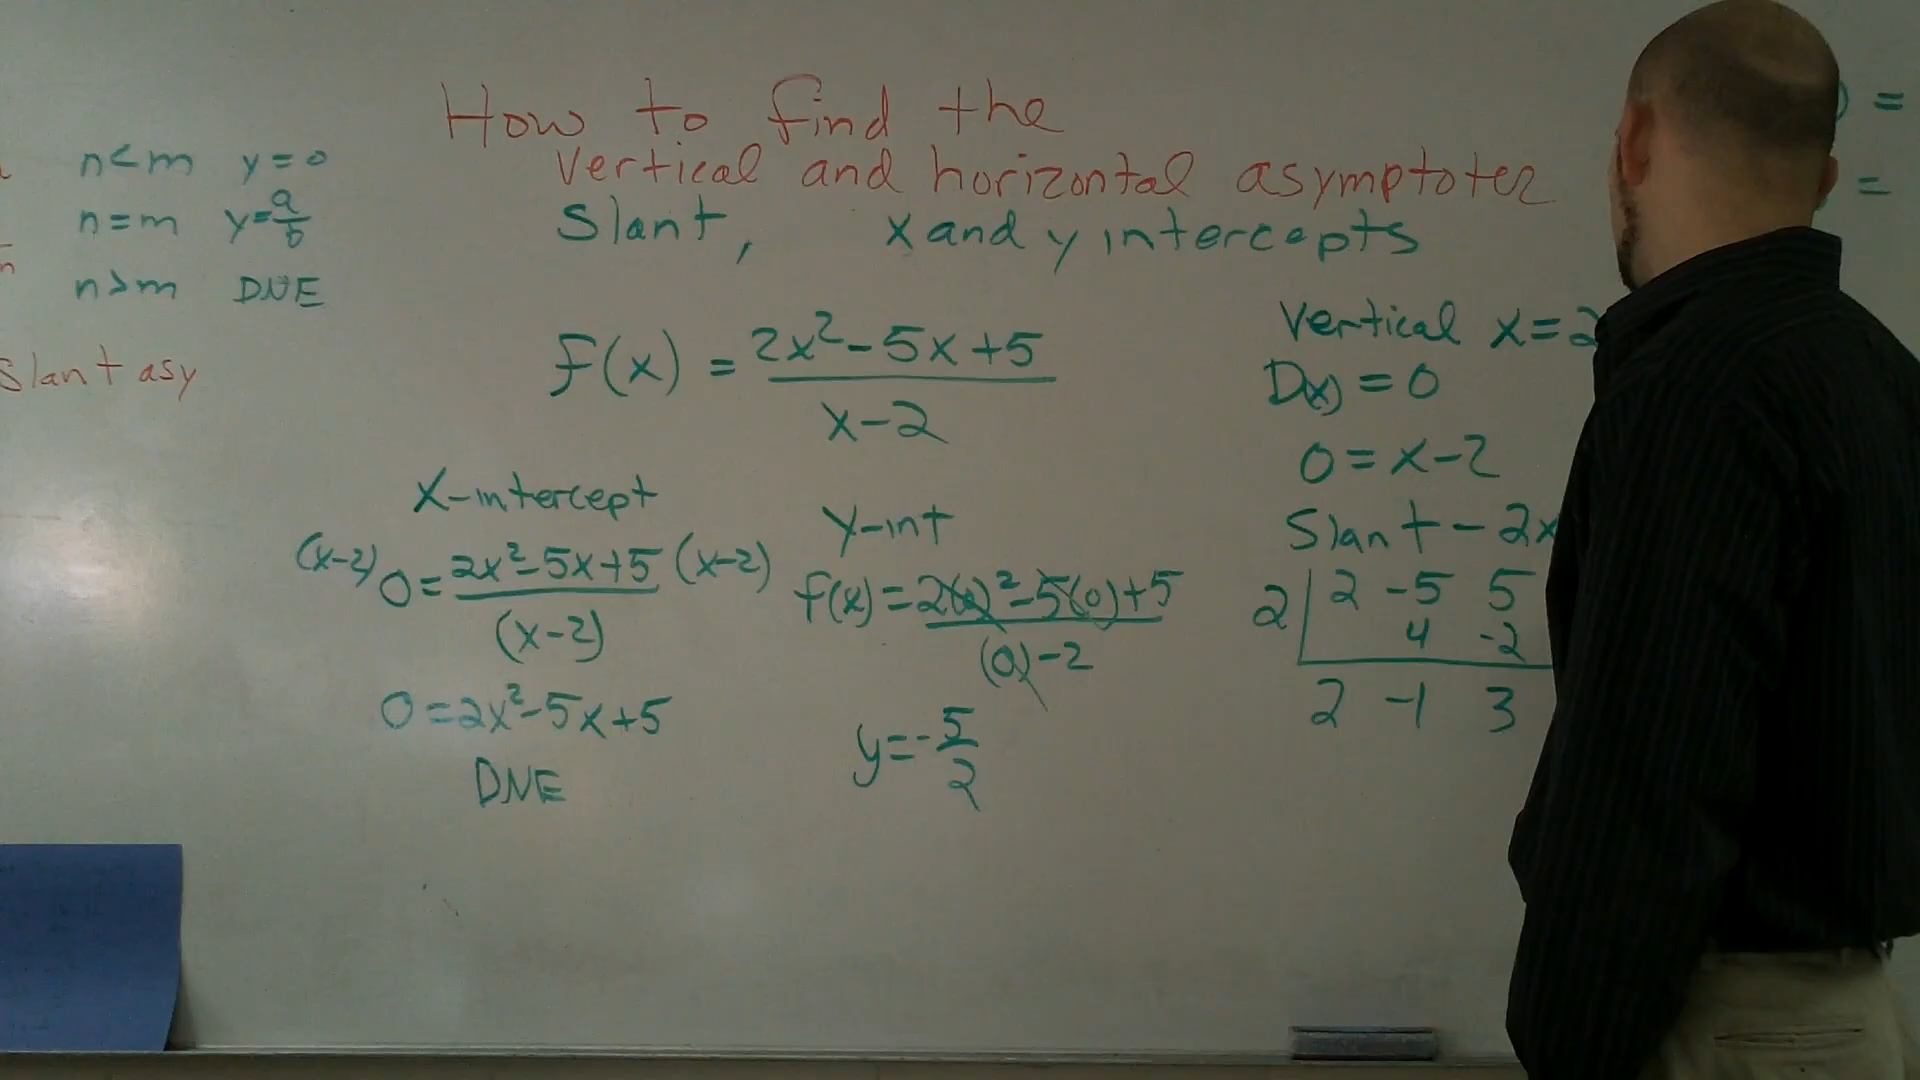 How to find the
vertical and horizontal asymptotes
Slant, x and y intercepts
n<m y=0
n=m y=a/b
n>m DNE
Slant asy
f(x) = 2x²-5x+5
x-2
X-intercept
(x-2) 0=2x²-5x+5 (x-2)
(x-2)
0=2x²-5x+5
DNE
Y-int
f(x)=2(0)²-5(0)+5
(0)-2
y=-5/2
Vertical x=2
D(x)=0
0=x-2
Slant - 2x
2 2 -5 5
4 -2
2 -1 3
=
=